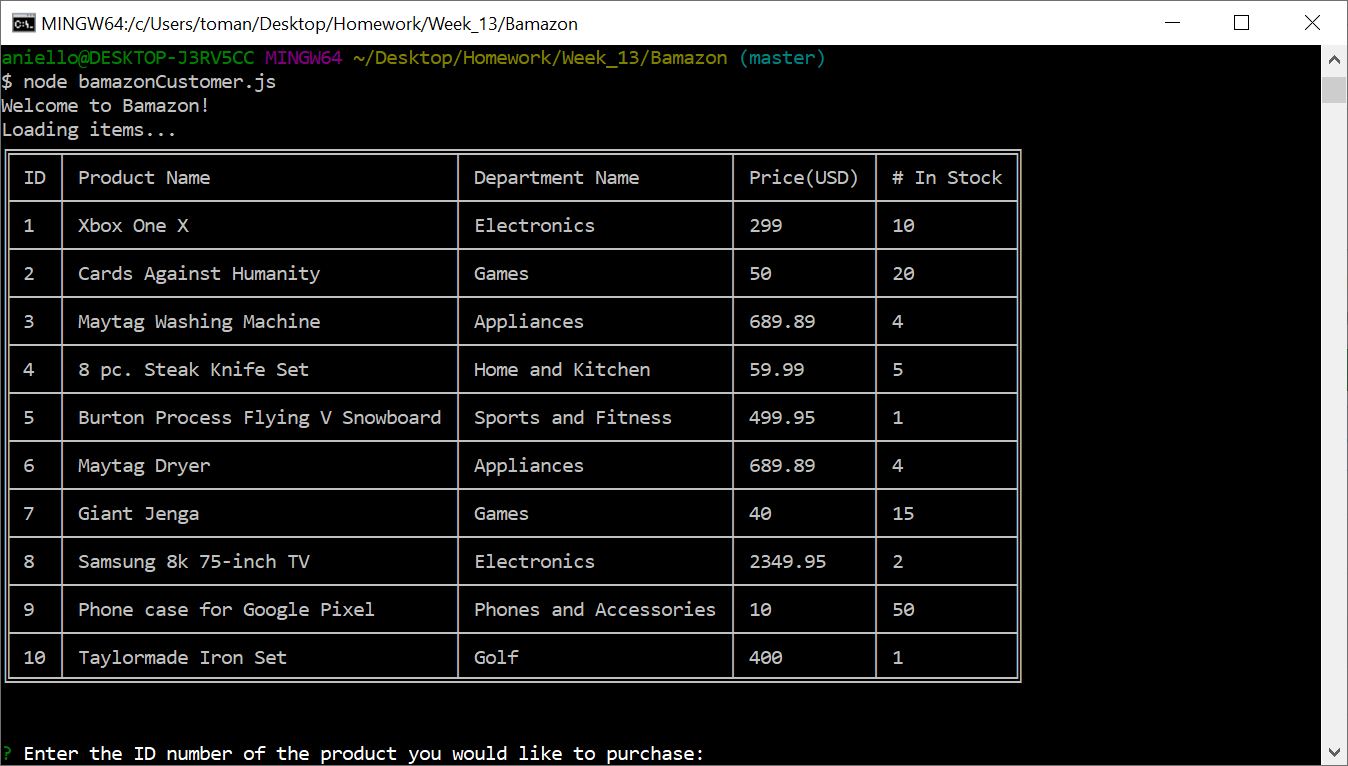 MINGW64:/c/Users/toman/Desktop/Homework/Week_13/Bamazon
aniello@DESKTOP-J3RV5CC MINGW64 ~/Desktop/Homework/Week_13/Bamazon (master)
$ node bamazonCustomer.js
Welcome to Bamazon!
Loading items...
ID Product Name Department Name Price(USD) # In Stock
1 Xbox One X Electronics 299 10
2 Cards Against Humanity Games 50 20
3 Maytag Washing Machine Appliances 689.89 4
4 8 pc. Steak Knife Set Home and Kitchen 59.99 5
5 Burton Process Flying V Snowboard Sports and Fitness 499.95 1
6 Maytag Dryer Appliances 689.89 4
7 Giant Jenga Games 40 15
8 Samsung 8k 75-inch TV Electronics 2349.95 2
9 Phone case for Google Pixel Phones and Accessories 10 50
10 Taylormade Iron Set Golf 400 1
? Enter the ID number of the product you would like to purchase: